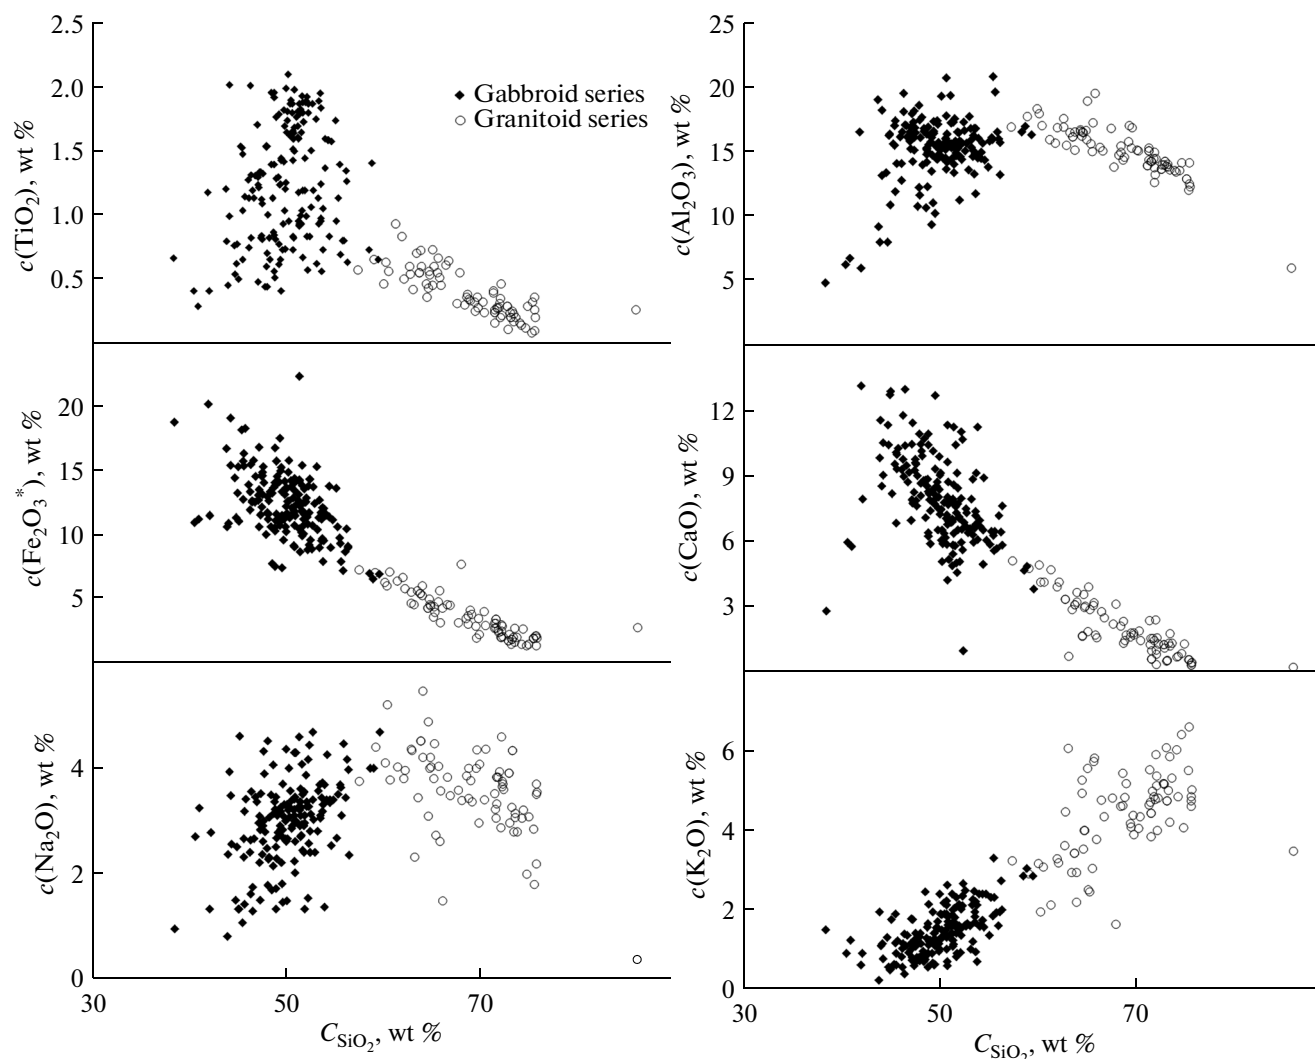 2.5
2.0
1.5
1.0
0.5
c(TiO₂), wt %
◆ Gabbroid series
○ Granitoid series
25
20
15
10
5
c(Al₂O₃), wt %
20
15
10
5
c(Fe₂O₃*), wt %
12
9
6
3
c(CaO), wt %
4
2
0
c(Na₂O), wt %
30 50 70
C_SiO₂, wt %
6
4
2
0
c(K₂O), wt %
30 50 70
C_SiO₂, wt %